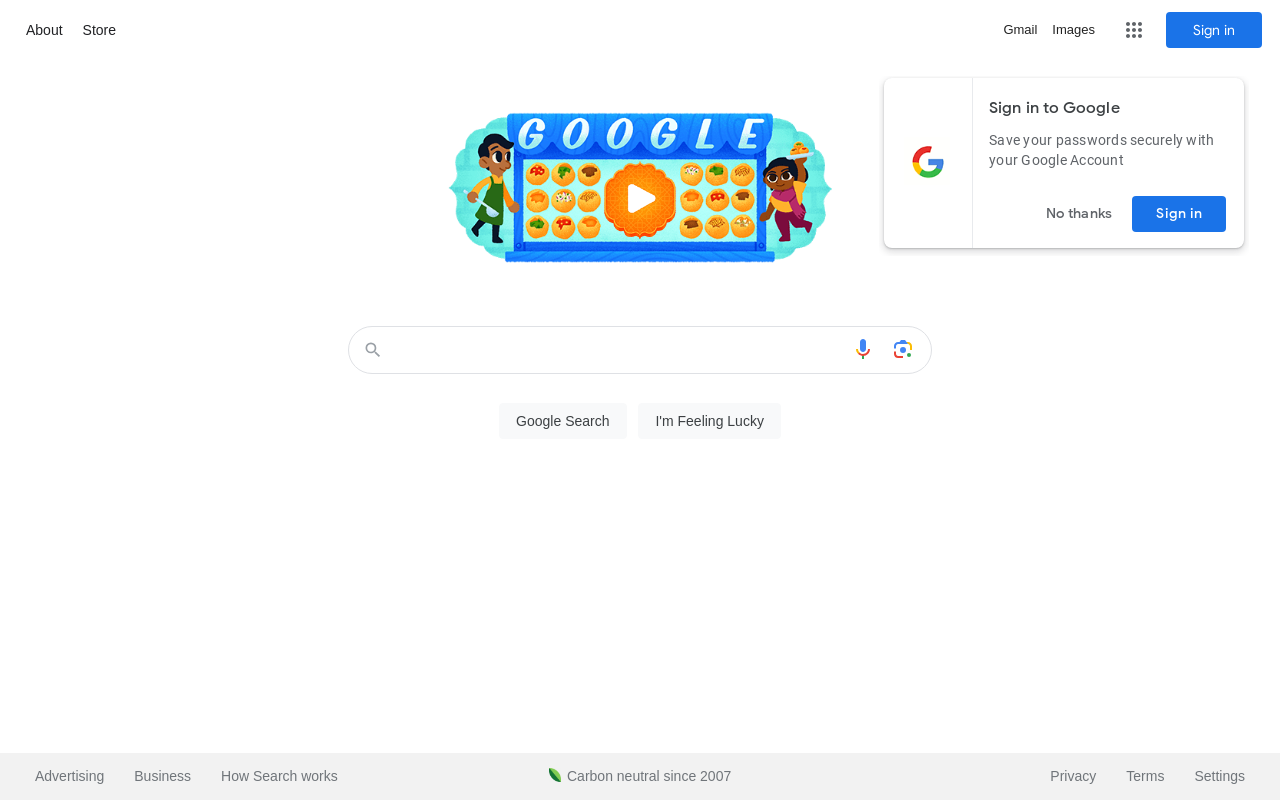 About
Store
Gmail
Images
Sign in
Sign in to Google
Save your passwords securely with
your Google Account
No thanks
Sign in
GOOGLE
Google Search
I'm Feeling Lucky
Advertising
Business
How Search works
Carbon neutral since 2007
Privacy
Terms
Settings